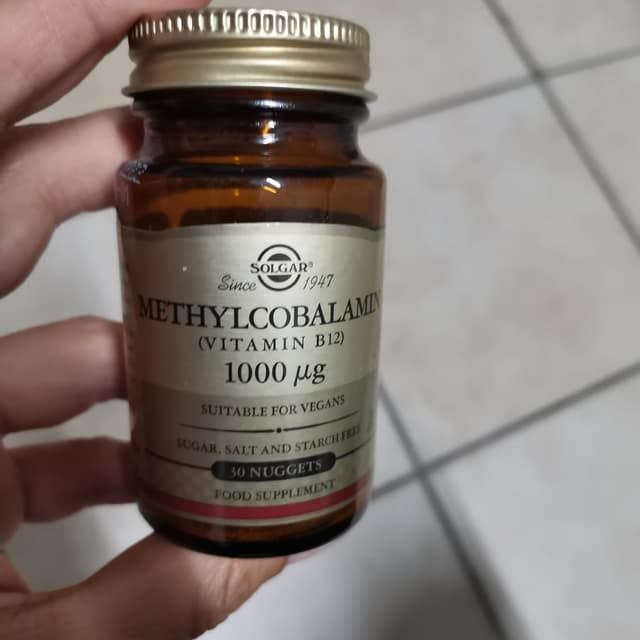 SOLGAR®
Since 1947
METHYLCOBALAMIN
(VITAMIN B12)
1000 µg
SUITABLE FOR VEGANS
SUGAR, SALT AND STARCH FREE
30 NUGGETS
FOOD SUPPLEMENT